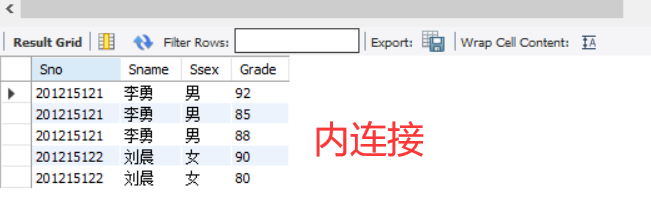 Result Grid Filter Rows: Export: Wrap Cell Content: IA
Sno Sname Ssex Grade
201215121 李勇 男 92
201215121 李勇 男 85
201215121 李勇 男 88
内连接
201215122 刘晨 女 90
201215122 刘晨 女 80